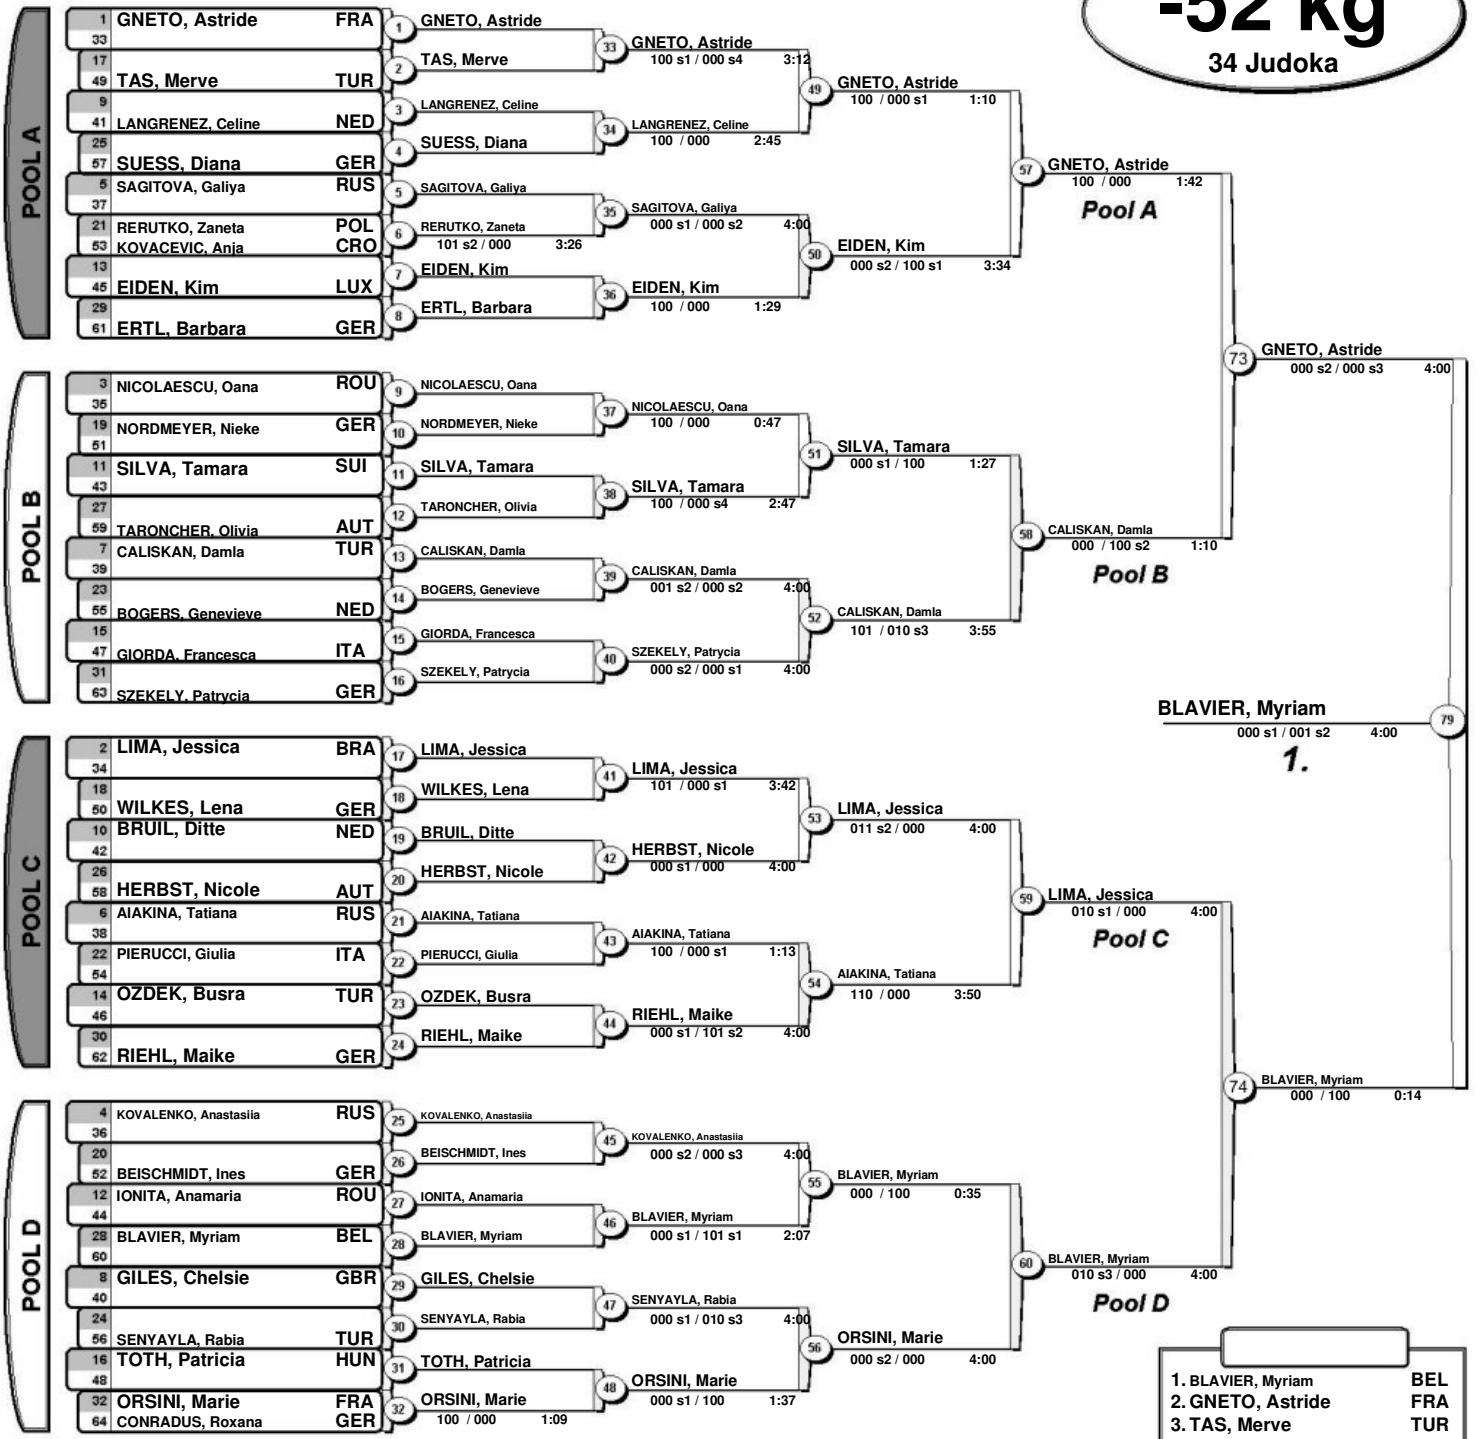 -52 kg
34 Judoka
POOL A
1 GNETO, Astride FRA
33
17
49 TAS, Merve TUR
9
41 LANGRENEZ, Celine NED
25
57 SUESS, Diana GER
5 SAGITOVA, Galiya RUS
37
21 RERUTKO, Zaneta POL
53 KOVACEVIC, Anja CRO
13
45 EIDEN, Kim LUX
29
61 ERTL, Barbara GER
1 GNETO, Astride
2 TAS, Merve
3 LANGRENEZ, Celine
4 SUESS, Diana
5 SAGITOVA, Galiya
6 RERUTKO, Zaneta
101 s2 / 000 3:26
7 EIDEN, Kim
8 ERTL, Barbara
33 GNETO, Astride
100 s1 / 000 s4 3:12
34 LANGRENEZ, Celine
100 / 000 2:45
35 SAGITOVA, Galiya
000 s1 / 000 s2 4:00
36 EIDEN, Kim
100 / 000 1:29
49 GNETO, Astride
100 / 000 s1 1:10
50 EIDEN, Kim
000 s2 / 100 s1 3:34
57 GNETO, Astride
100 / 000 1:42
Pool A
POOL B
3 NICOLAESCU, Oana ROU
35
19 NORDMEYER, Nieke GER
51
11 SILVA, Tamara SUI
43
27
59 TARONCHER, Olivia AUT
7 CALISKAN, Damla TUR
39
23
55 BOGERS, Genevieve NED
15
47 GIORDA, Francesca ITA
31
63 SZEKELY, Patrycia GER
9 NICOLAESCU, Oana
10 NORDMEYER, Nieke
11 SILVA, Tamara
12 TARONCHER, Olivia
13 CALISKAN, Damla
14 BOGERS, Genevieve
15 GIORDA, Francesca
16 SZEKELY, Patrycia
37 NICOLAESCU, Oana
100 / 000 0:47
38 SILVA, Tamara
100 / 000 s4 2:47
39 CALISKAN, Damla
001 s2 / 000 s2 4:00
40 SZEKELY, Patrycia
000 s2 / 000 s1 4:00
51 SILVA, Tamara
000 s1 / 100 1:27
52 CALISKAN, Damla
101 / 010 s3 3:55
58 CALISKAN, Damla
000 / 100 s2 1:10
Pool B
73 GNETO, Astride
000 s2 / 000 s3 4:00
BLAVIER, Myriam 79
000 s1 / 001 s2 4:00
1.
POOL C
2 LIMA, Jessica BRA
34
18
50 WILKES, Lena GER
10 BRUIL, Ditte NED
42
26
58 HERBST, Nicole AUT
6 AIAKINA, Tatiana RUS
38
22 PIERUCCI, Giulia ITA
54
14 OZDEK, Busra TUR
46
30
62 RIEHL, Maike GER
17 LIMA, Jessica
18 WILKES, Lena
19 BRUIL, Ditte
20 HERBST, Nicole
21 AIAKINA, Tatiana
22 PIERUCCI, Giulia
23 OZDEK, Busra
24 RIEHL, Maike
41 LIMA, Jessica
101 / 000 s1 3:42
42 HERBST, Nicole
000 s1 / 000 4:00
43 AIAKINA, Tatiana
100 / 000 s1 1:13
44 RIEHL, Maike
000 s1 / 101 s2 4:00
53 LIMA, Jessica
011 s2 / 000 4:00
54 AIAKINA, Tatiana
110 / 000 3:50
59 LIMA, Jessica
010 s1 / 000 4:00
Pool C
POOL D
4 KOVALENKO, Anastasiia RUS
36
20
52 BEISCHMIDT, Ines GER
12 IONITA, Anamaria ROU
44
28 BLAVIER, Myriam BEL
60
8 GILES, Chelsie GBR
40
24
56 SENYAYLA, Rabia TUR
16 TOTH, Patricia HUN
48
32 ORSINI, Marie FRA
64 CONRADUS, Roxana GER
25 KOVALENKO, Anastasiia
26 BEISCHMIDT, Ines
27 IONITA, Anamaria
28 BLAVIER, Myriam
29 GILES, Chelsie
30 SENYAYLA, Rabia
31 TOTH, Patricia
32 ORSINI, Marie
100 / 000 1:09
45 KOVALENKO, Anastasiia
000 s2 / 000 s3 4:00
46 BLAVIER, Myriam
000 s1 / 101 s1 2:07
47 SENYAYLA, Rabia
000 s1 / 010 s3 4:00
48 ORSINI, Marie
000 s1 / 100 1:37
55 BLAVIER, Myriam
000 / 100 0:35
56 ORSINI, Marie
000 s2 / 000 4:00
60 BLAVIER, Myriam
010 s3 / 000 4:00
Pool D
74 BLAVIER, Myriam
000 / 100 0:14
1. BLAVIER, Myriam BEL
2. GNETO, Astride FRA
3. TAS, Merve TUR